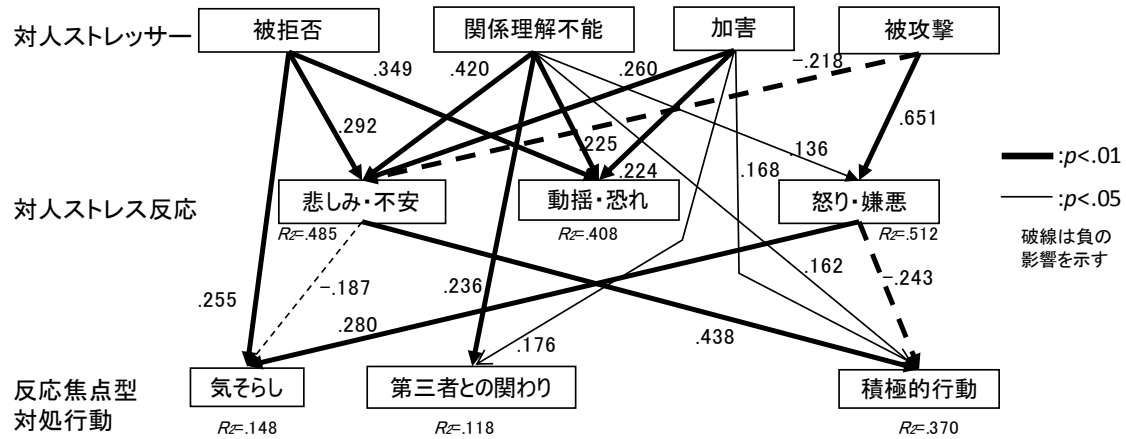 対人ストレッサー
被拒否
関係理解不能
加害
被攻撃
.349
.420
.260
−.218
.292
.225
.136
.651
.224
.168
:p<.01
対人ストレス反応
悲しみ・不安
動揺・恐れ
怒り・嫌悪
:p<.05
R2=.485
R2=.408
R2=.512
破線は負の
影響を示す
.255
−.187
.236
.162
−.243
.280
.176
.438
反応焦点型
対処行動
気そらし
第三者との関わり
積極的行動
R2=.148
R2=.118
R2=.370